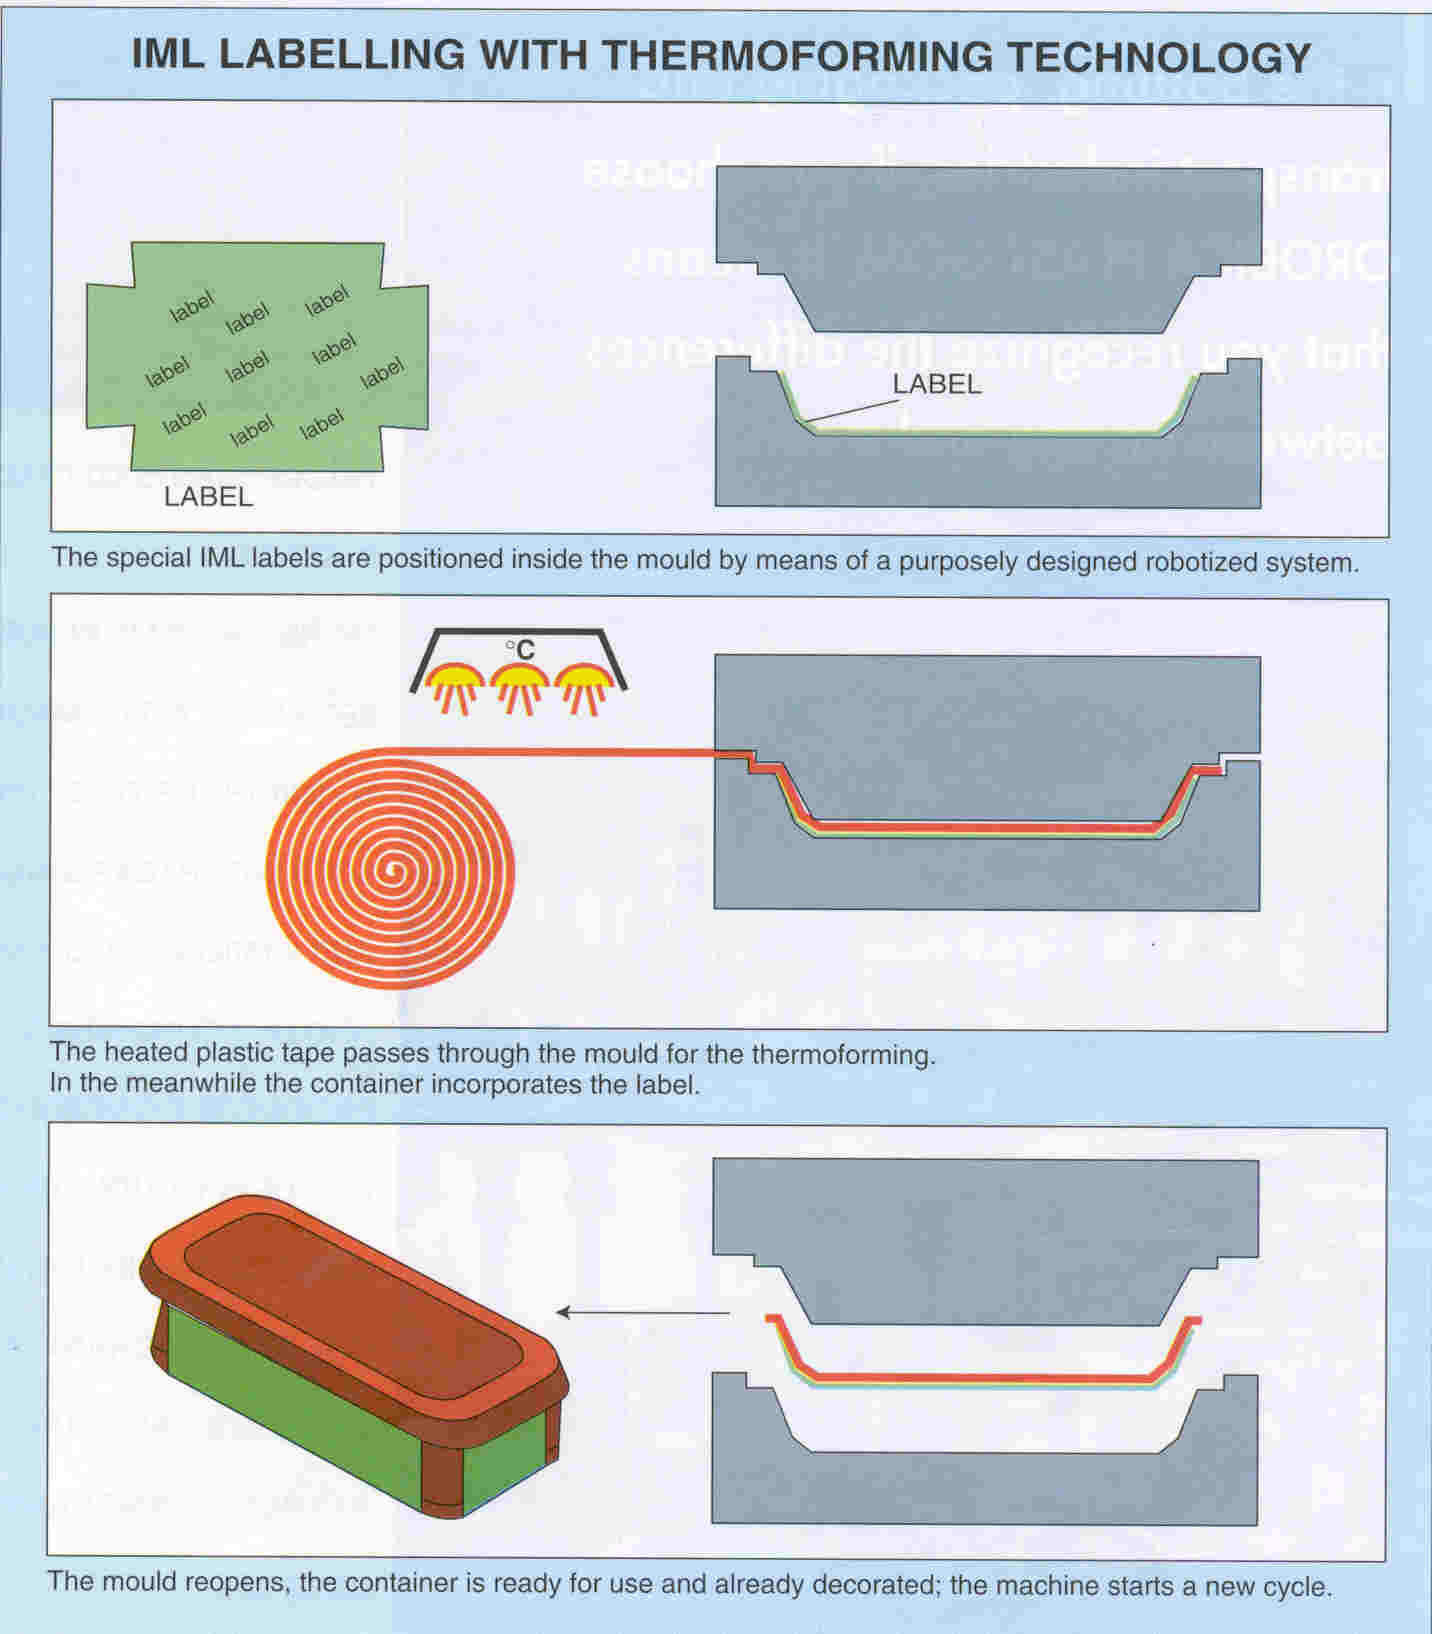 IML LABELLING WITH THERMOFORMING TECHNOLOGY
label
label
label
label
label
label
label
label
label
label
LABEL
LABEL
The special IML labels are positioned inside the mould by means of a purposely designed robotized system.
°C
The heated plastic tape passes through the mould for the thermoforming.
In the meanwhile the container incorporates the label.
The mould reopens, the container is ready for use and already decorated; the machine starts a new cycle.